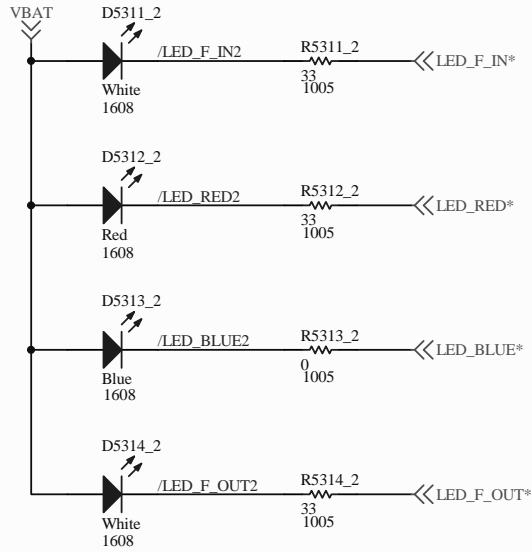 VBAT
D5311_2
/LED_F_IN2
R5311_2
LED_F_IN*
33
1005
White
1608
D5312_2
/LED_RED2
R5312_2
LED_RED*
33
1005
Red
1608
D5313_2
/LED_BLUE2
R5313_2
LED_BLUE*
0
1005
Blue
1608
D5314_2
/LED_F_OUT2
R5314_2
LED_F_OUT*
33
1005
White
1608